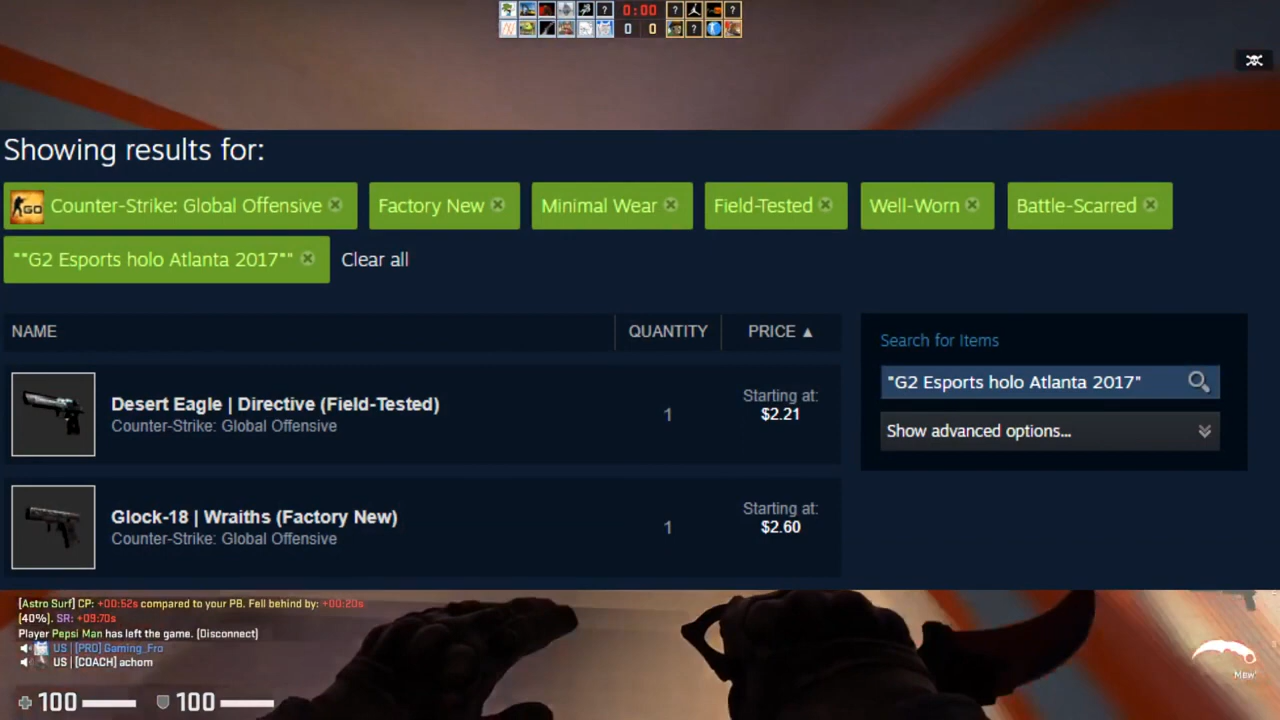 0:00
0 0
Showing results for:
GO Counter-Strike: Global Offensive Factory New Minimal Wear Field-Tested Well-Worn Battle-Scarred
""G2 Esports holo Atlanta 2017"" Clear all
NAME QUANTITY PRICE ▲
Search for Items
"G2 Esports holo Atlanta 2017"
Show advanced options...
Desert Eagle | Directive (Field-Tested)
Counter-Strike: Global Offensive
1
Starting at:
$2.21
Glock-18 | Wraiths (Factory New)
Counter-Strike: Global Offensive
1
Starting at:
$2.60
[Astro Surf] CP: +00:52s compared to your PB. Fell behind by: +00:20s
(40%). SR: +09:70s
Player Pepsi Man has left the game. (Disconnect)
US | [PRO] Gaming_Fro
US | [COACH] achom
100 100
Mew'